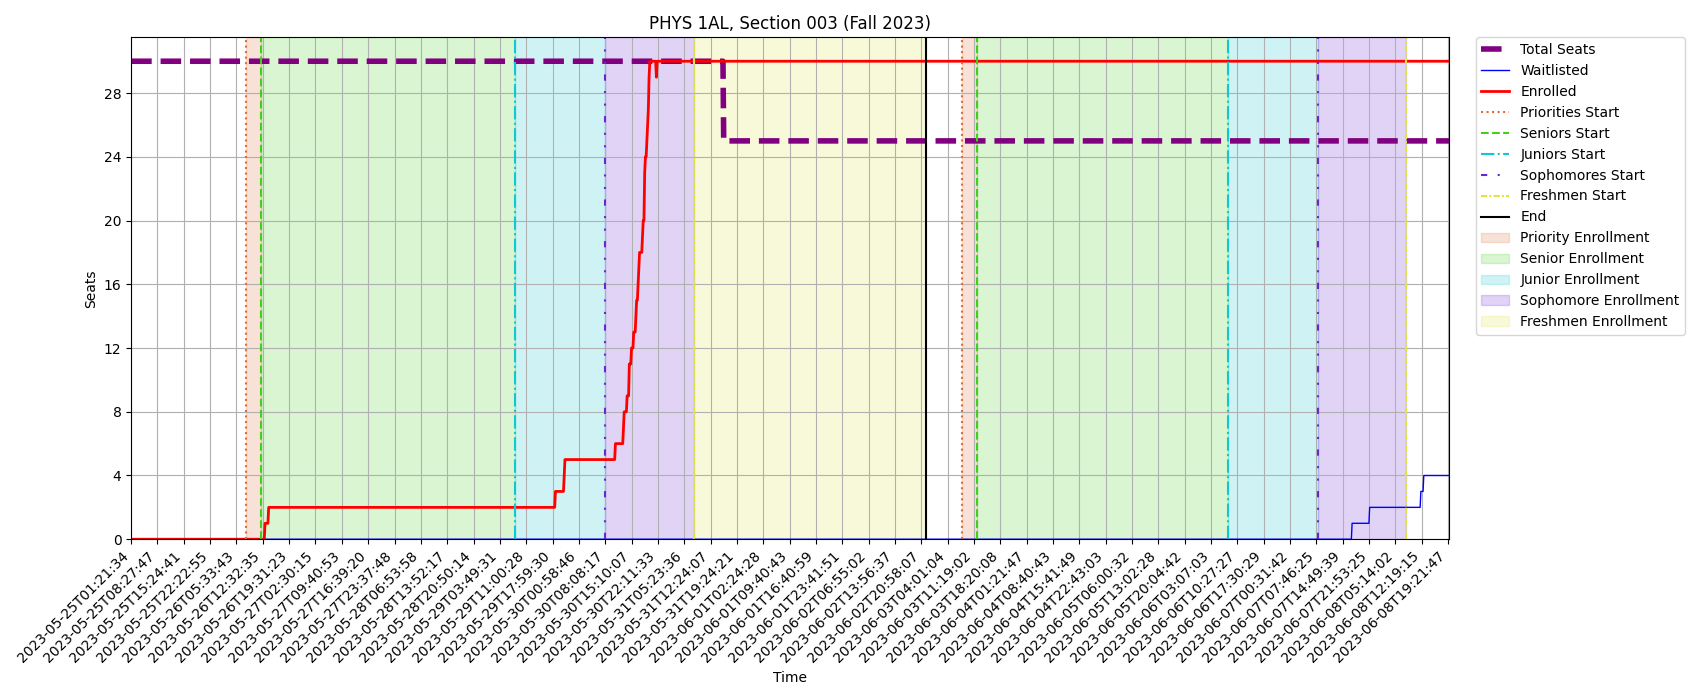 PHYS 1AL, Section 003 (Fall 2023)
Seats
28
24
20
16
12
8
4
0
Total Seats
Waitlisted
Enrolled
Priorities Start
Seniors Start
Juniors Start
Sophomores Start
Freshmen Start
End
Priority Enrollment
Senior Enrollment
Junior Enrollment
Sophomore Enrollment
Freshmen Enrollment
2023-05-25T01:21:34
2023-05-25T08:27:47
2023-05-25T15:24:41
2023-05-25T22:22:55
2023-05-26T05:33:43
2023-05-26T12:32:35
2023-05-26T19:31:23
2023-05-27T02:30:15
2023-05-27T09:40:53
2023-05-27T16:39:20
2023-05-27T23:37:48
2023-05-28T06:53:58
2023-05-28T13:52:17
2023-05-28T20:50:14
2023-05-29T03:49:31
2023-05-29T11:00:28
2023-05-29T17:59:30
2023-05-30T00:58:46
2023-05-30T08:08:17
2023-05-30T15:10:07
2023-05-30T22:11:33
2023-05-31T05:23:36
2023-05-31T12:24:07
2023-05-31T19:24:21
2023-06-01T02:24:28
2023-06-01T09:40:43
2023-06-01T16:40:59
2023-06-01T23:41:51
2023-06-02T06:55:02
2023-06-02T13:56:37
2023-06-02T20:58:07
2023-06-03T04:01:04
2023-06-03T11:19:02
2023-06-03T18:20:08
2023-06-04T01:21:47
2023-06-04T08:40:43
2023-06-04T15:41:49
2023-06-04T22:43:03
2023-06-05T06:00:32
2023-06-05T13:02:28
2023-06-05T20:04:42
2023-06-06T03:07:03
2023-06-06T10:27:27
2023-06-06T17:30:29
2023-06-07T00:31:42
2023-06-07T07:46:25
2023-06-07T14:49:39
2023-06-07T21:53:25
2023-06-08T05:14:02
2023-06-08T12:19:15
2023-06-08T19:21:47
Time